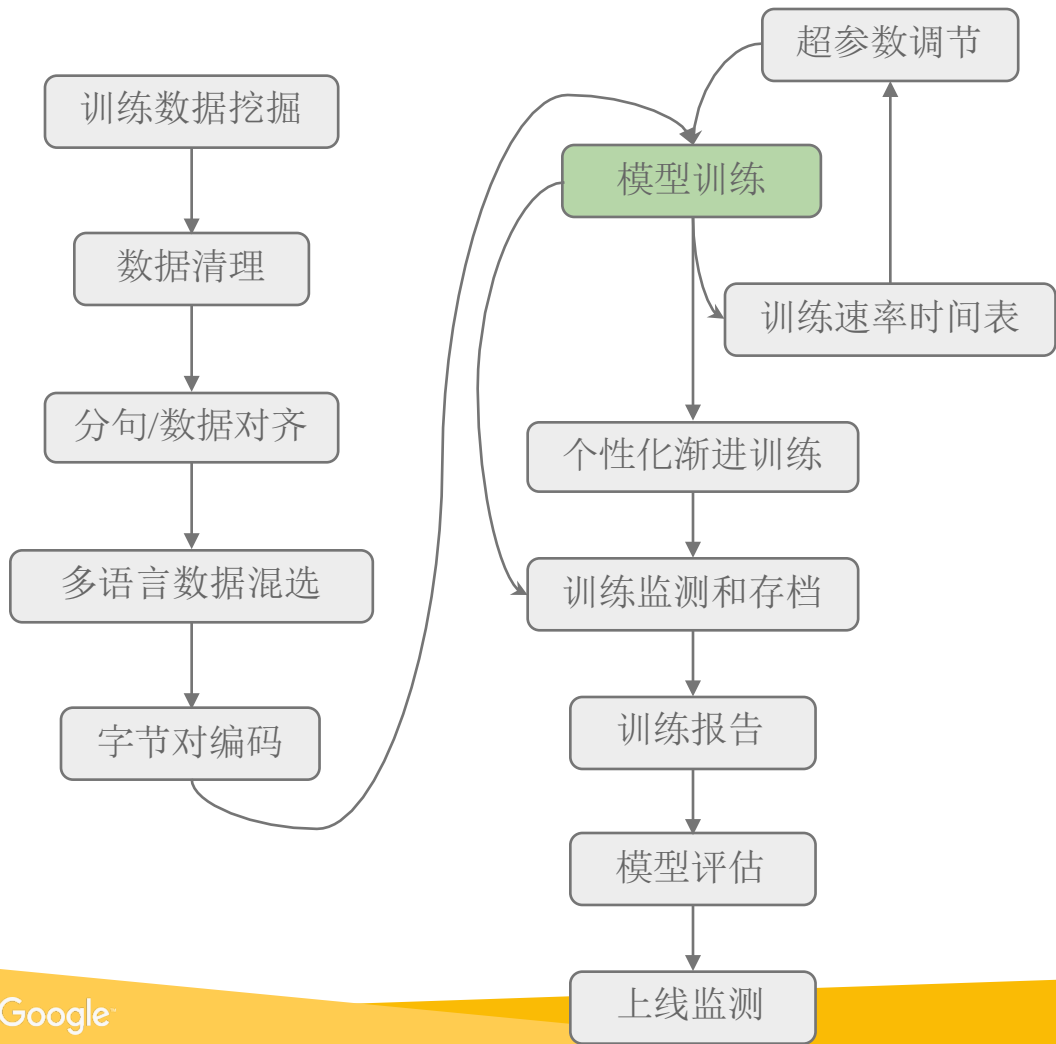 训练数据挖掘
数据清理
分句/数据对齐
多语言数据混选
字节对编码
超参数调节
模型训练
训练速率时间表
个性化渐进训练
训练监测和存档
训练报告
模型评估
上线监测
Google